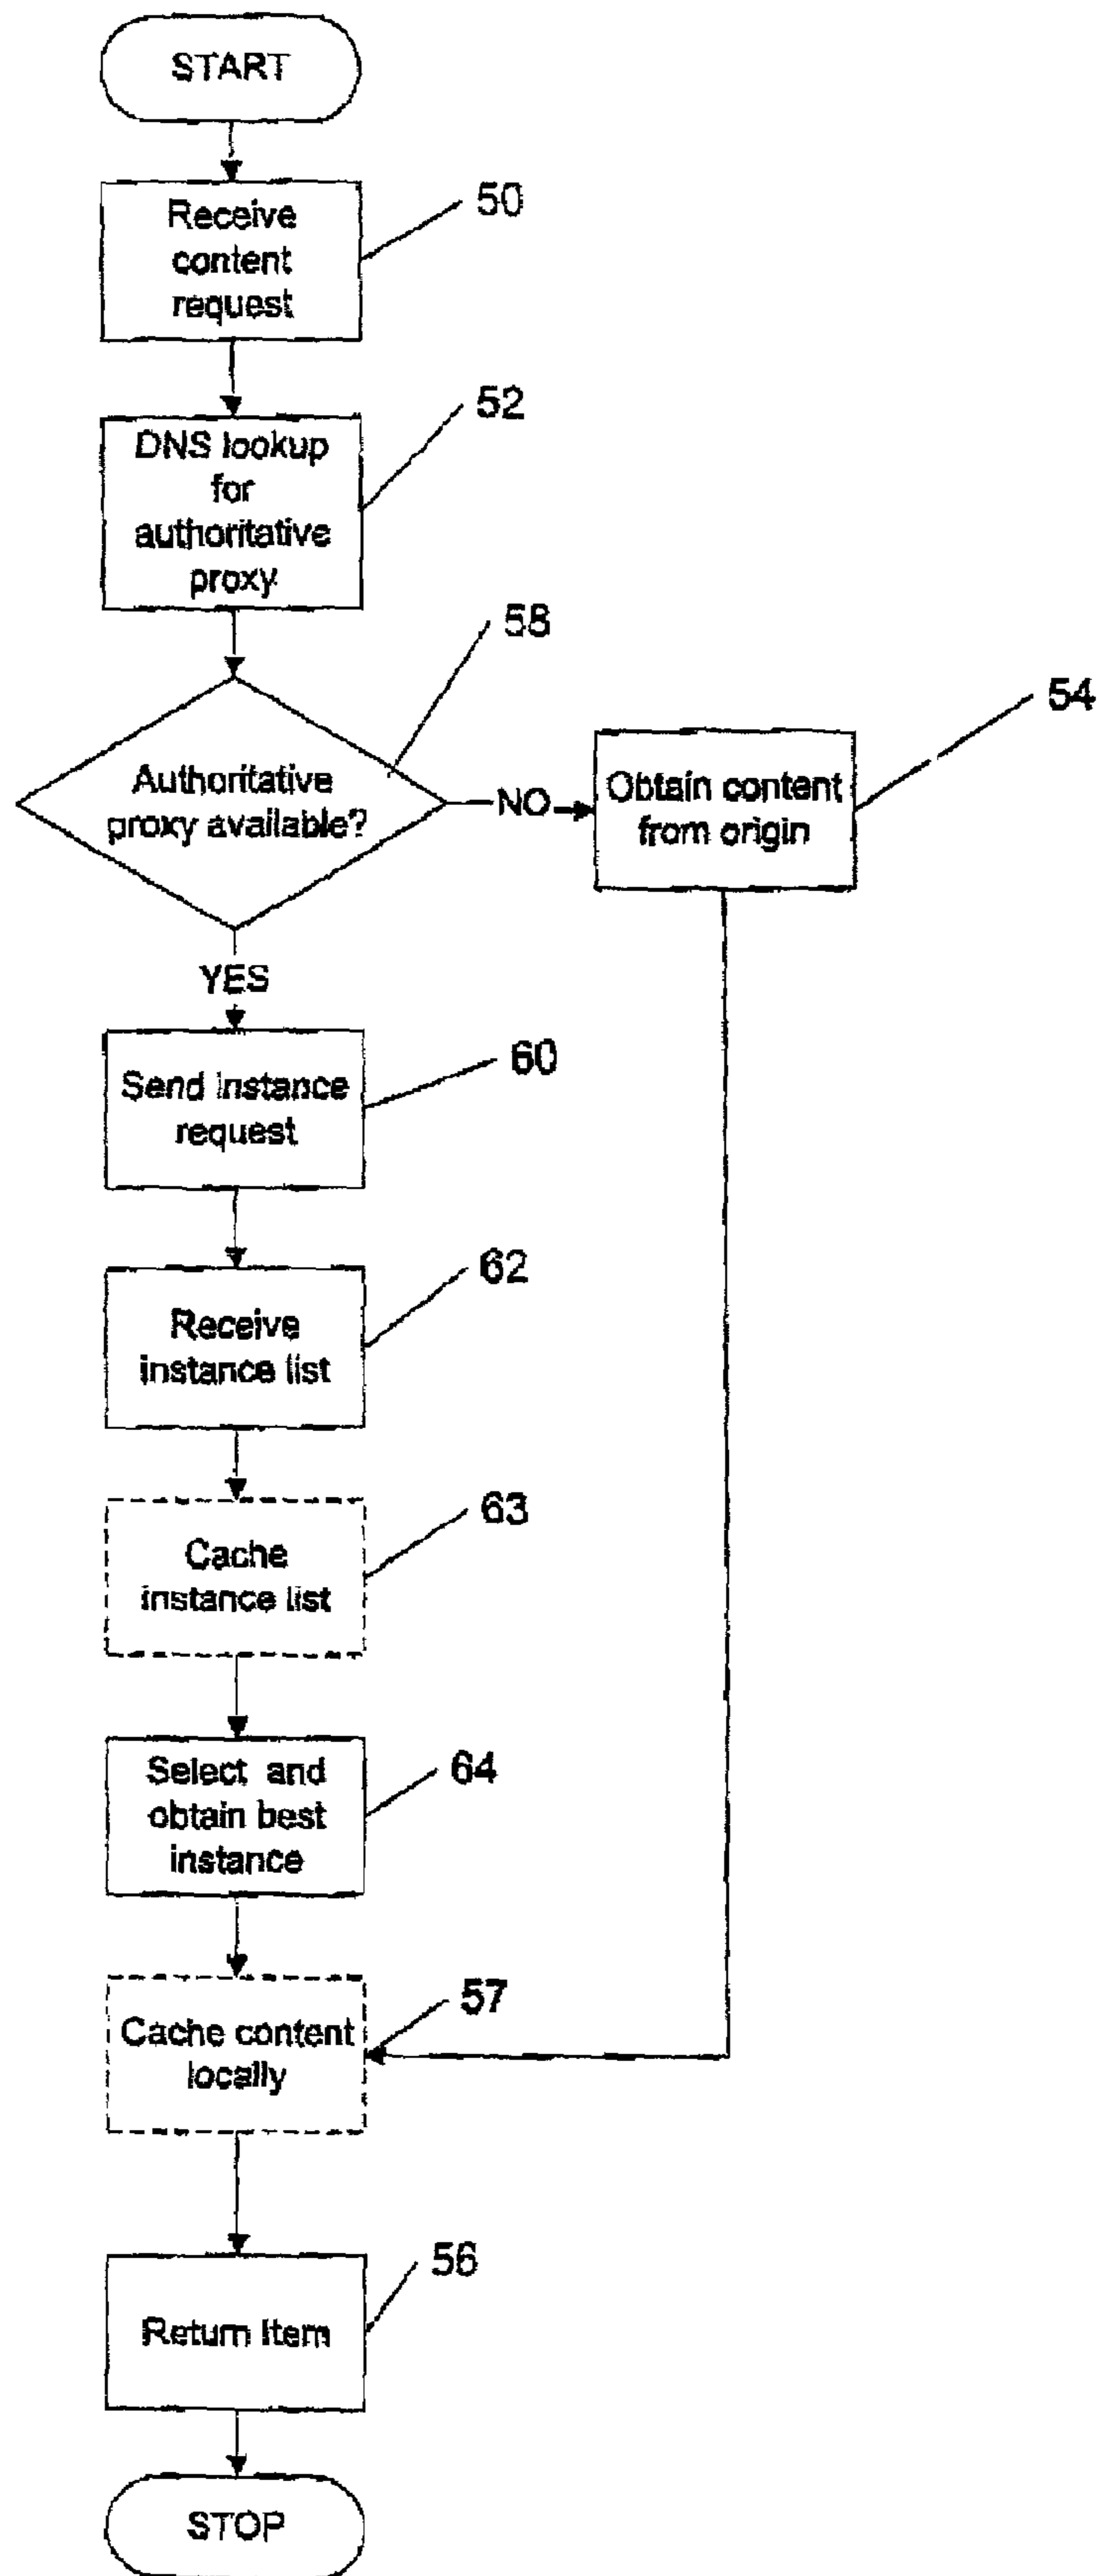 START
Receive
content
request
50
DNS lookup
for
authoritative
proxy
52
Authoritative
proxy available?
58
NO
Obtain content
from origin
54
YES
Send instance
request
60
Receive
instance list
62
Cache
instance list
63
Select and
obtain best
instance
64
Cache content
locally
57
Return Item
56
STOP